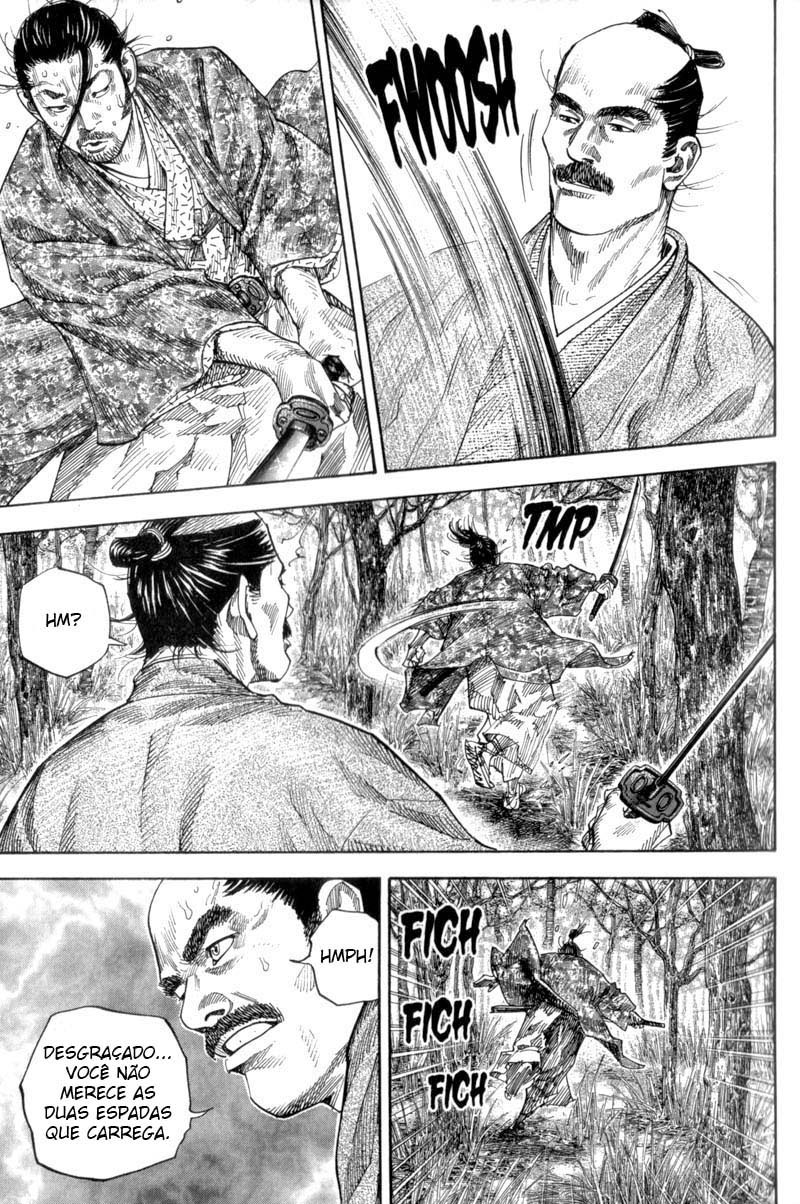 FWOOSH
TMP
HM?
FICH
FICH
FICH
HMPH!
DESGRAÇADO...
VOCÊ NÃO
MERECE AS
DUAS ESPADAS
QUE CARREGA.